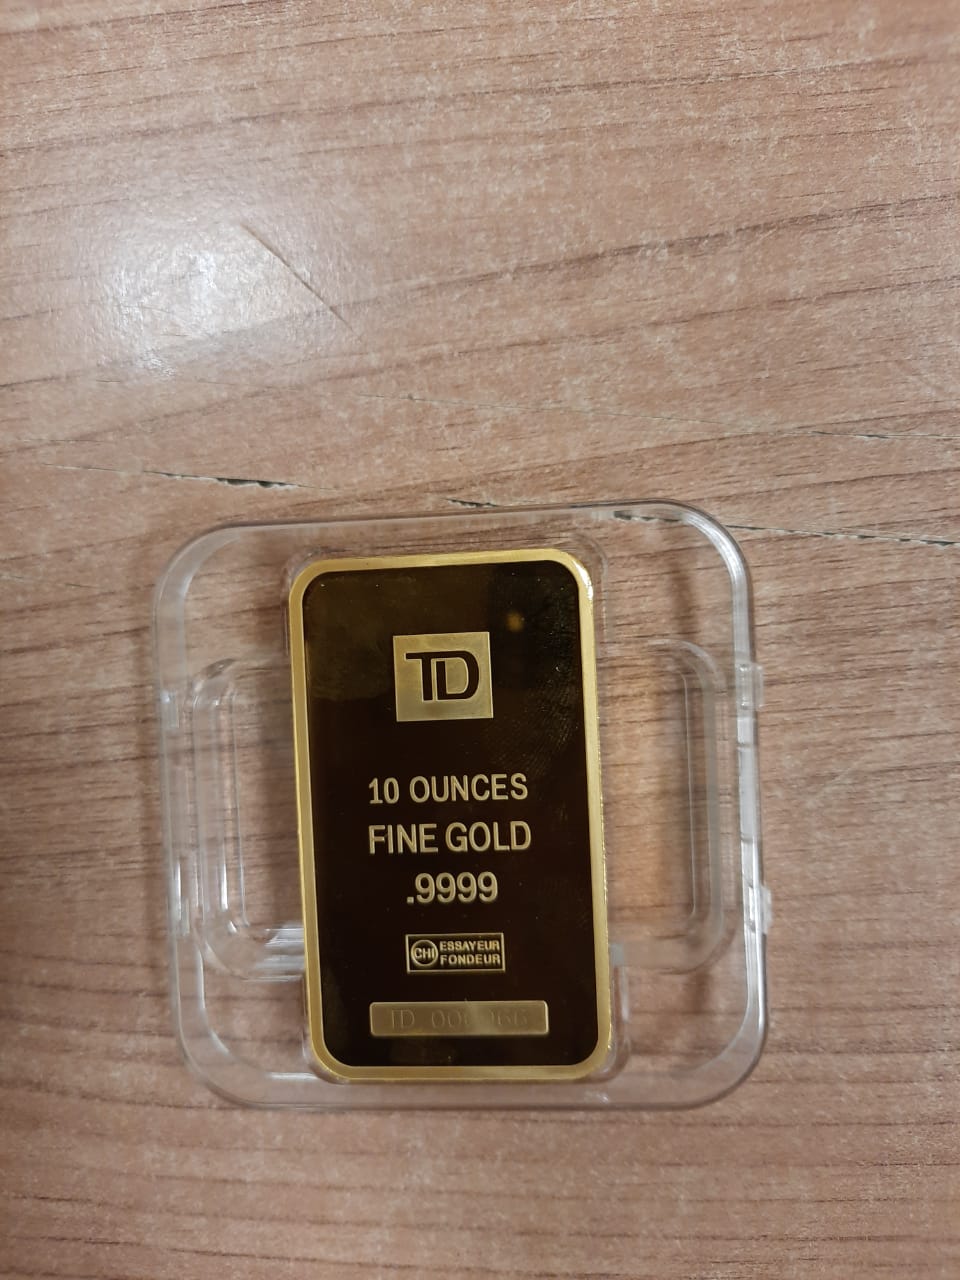 TD
10 OUNCES
FINE GOLD
.9999
CHI ESSAYEUR
FONDEUR